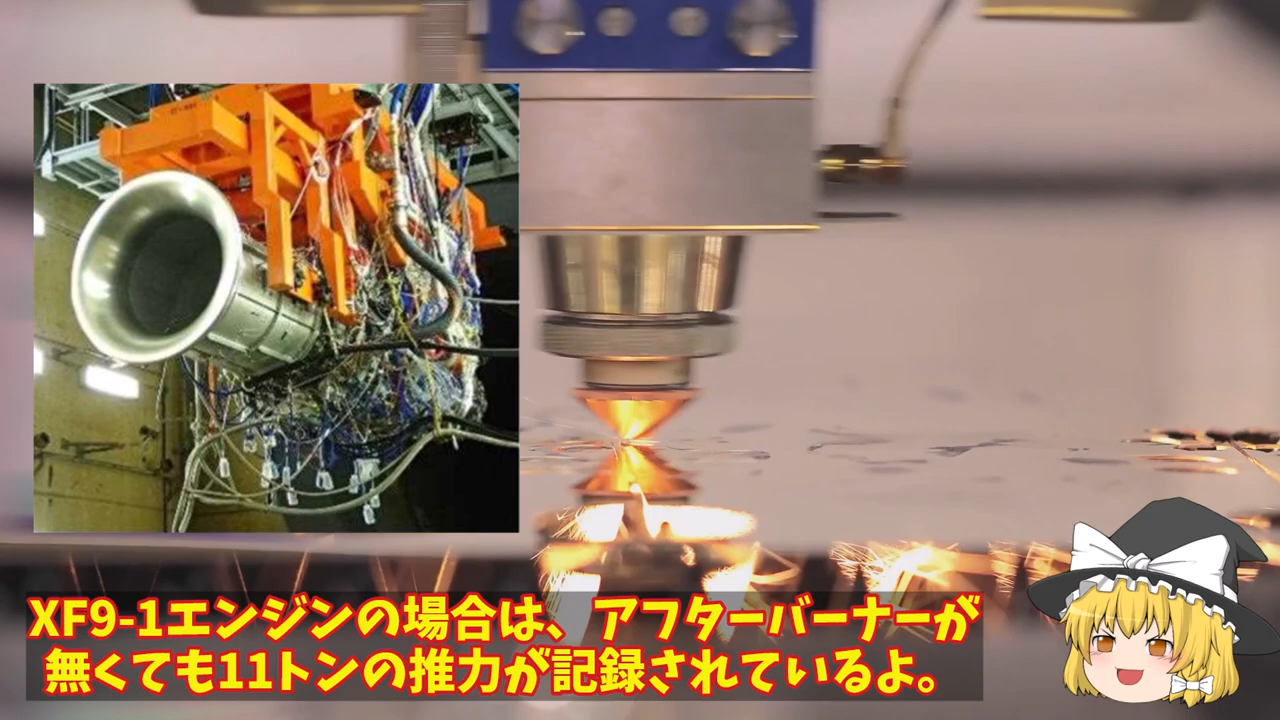 XF9-1エンジンの場合は、アフターバーナーが
無くても11トンの推力が記録されているよ。